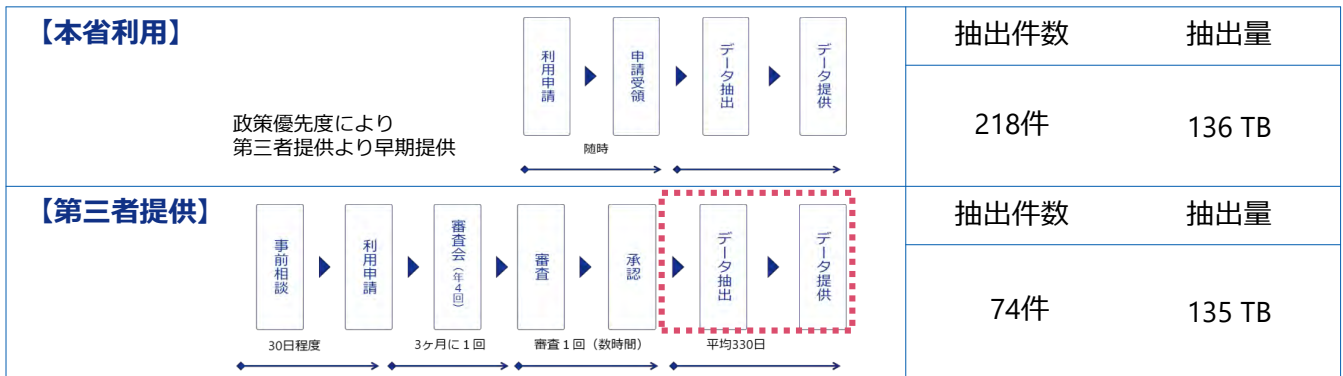 【本省利用】
政策優先度により
第三者提供より早期提供
利用申請
申請受領
データ抽出
データ提供
随時
抽出件数
抽出量
218件
136 TB
【第三者提供】
事前相談
利用申請
審査会（年4回）
審査
承認
データ抽出
データ提供
30日程度
3ヶ月に１回
審査１回（数時間）
平均330日
抽出件数
抽出量
74件
135 TB